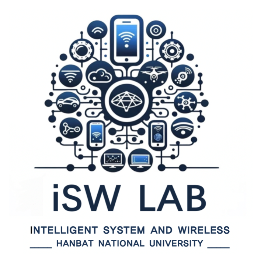 iSW LAB
INTELLIGENT SYSTEM AND WIRELESS
HANBAT NATIONAL UNIVERSITY